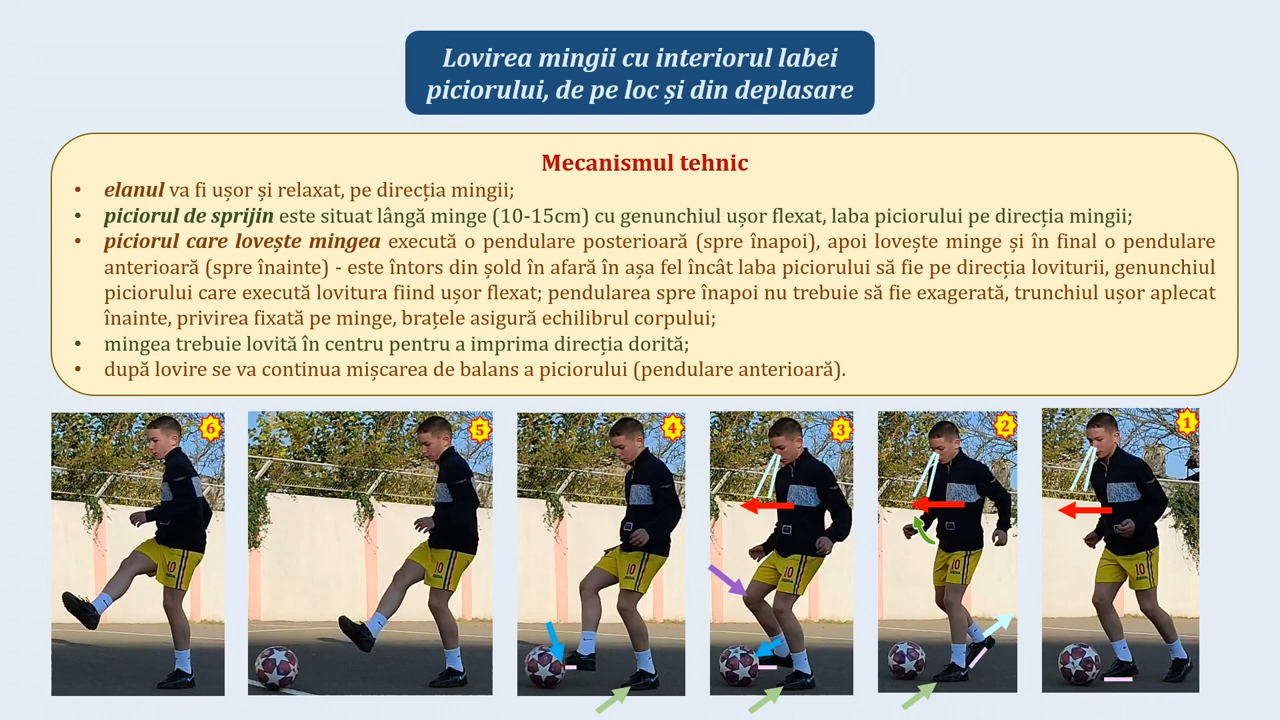 Lovirea mingii cu interiorul labei
piciorului, de pe loc și din deplasare
Mecanismul tehnic
• elanul va fi ușor și relaxat, pe direcția mingii;
• piciorul de sprijin este situat lângă minge (10-15cm) cu genunchiul ușor flexat, laba piciorului pe direcția mingii;
• piciorul care lovește mingea execută o pendulare posterioară (spre înapoi), apoi lovește minge și în final o pendulare
anterioară (spre înainte) - este întors din șold în afară în așa fel încât laba piciorului să fie pe direcția loviturii, genunchiul
piciorului care execută lovitura fiind ușor flexat; pendularea spre înapoi nu trebuie să fie exagerată, trunchiul ușor aplecat
înainte, privirea fixată pe minge, brațele asigură echilibrul corpului;
• mingea trebuie lovită în centru pentru a imprima direcția dorită;
• după lovire se va continua mișcarea de balans a piciorului (pendulare anterioară).
6 5 4 3 2 1
10 10 10 10 10 10